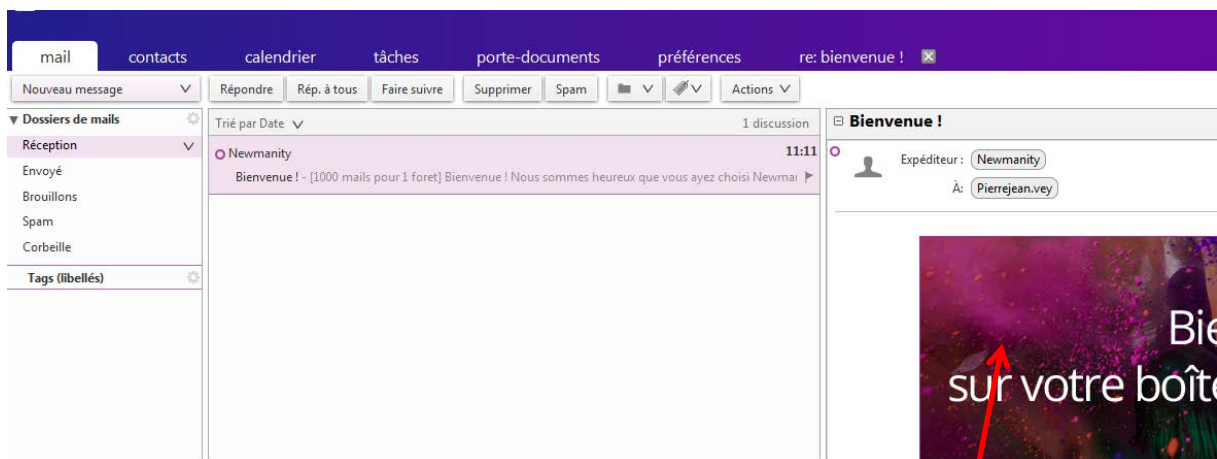 mail contacts calendrier tâches porte-documents préférences re: bienvenue !
Nouveau message Répondre Rép. à tous Faire suivre Supprimer Spam Actions
Dossiers de mails
Réception
Envoyé
Brouillons
Spam
Corbeille
Tags (libellés)
Trié par Date 1 discussion
Newmanity 11:11
Bienvenue ! - [1000 mails pour 1 foret] Bienvenue ! Nous sommes heureux que vous ayez choisi Newmai
Bienvenue !
Expéditeur : Newmanity
À: Pierrejean.vey
Bie
sur votre boîte